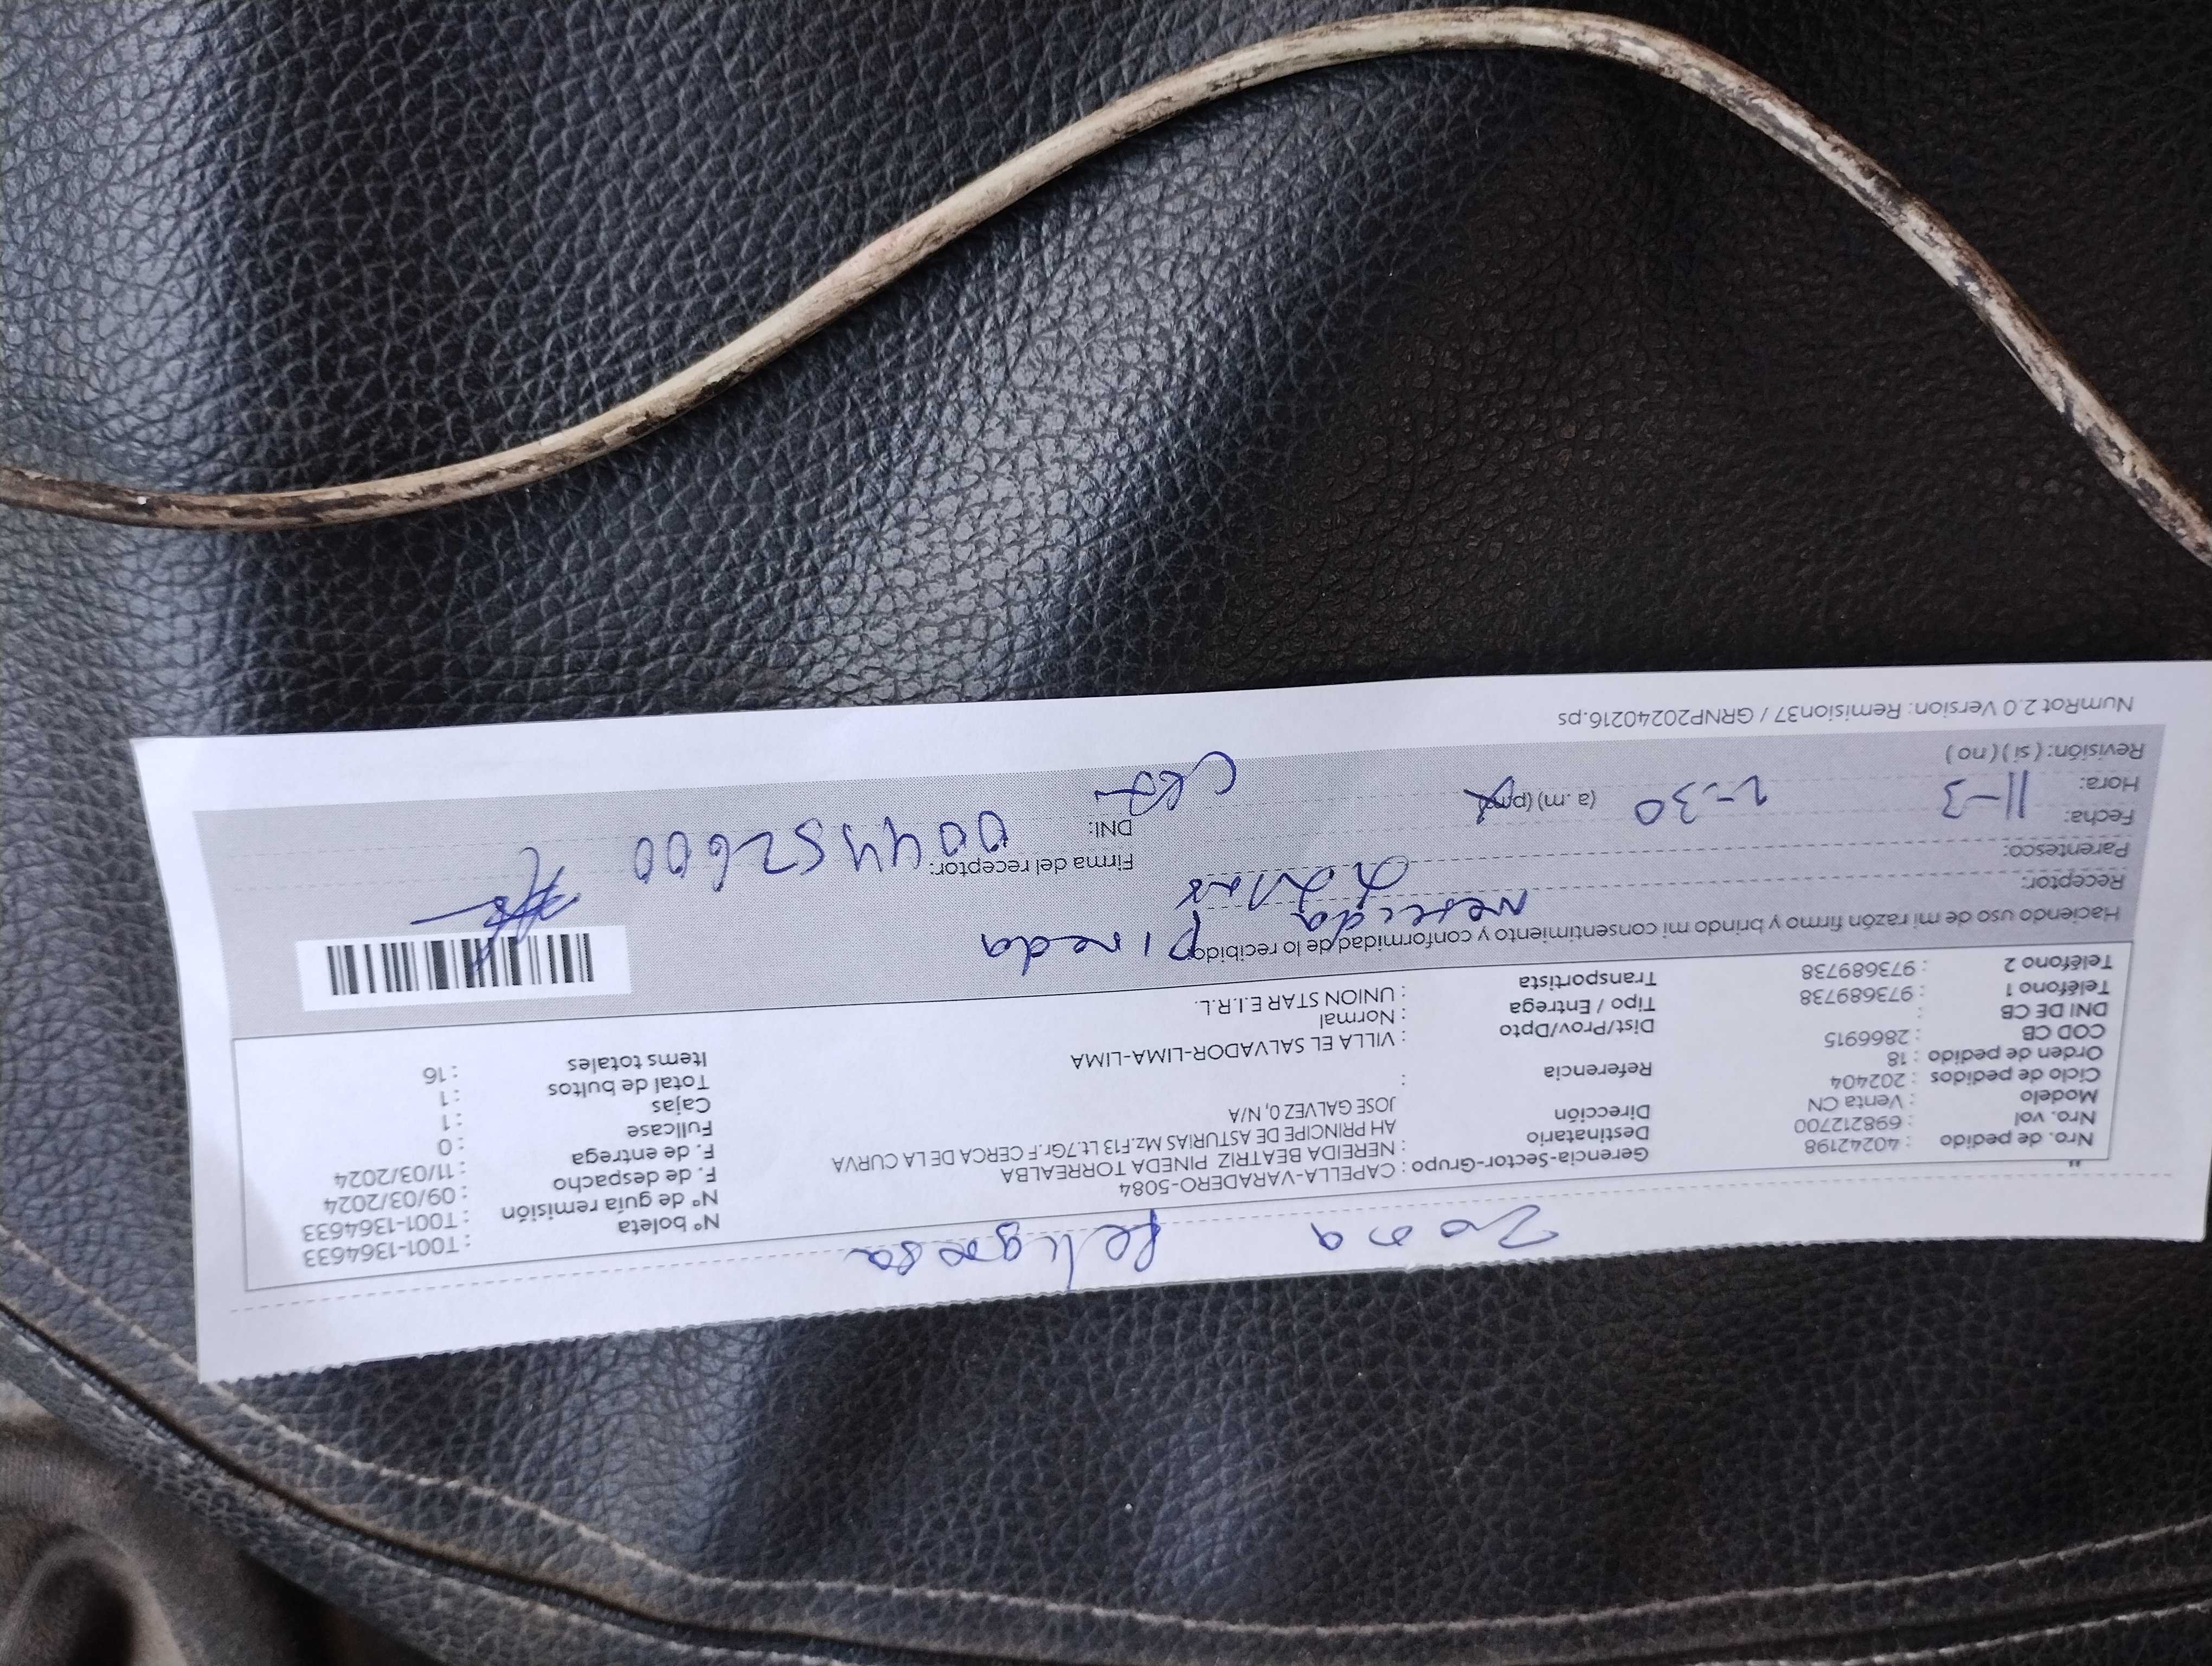 Zona Peligrosa
Nro. de pedido : 40242198
Nro. vol : 698212700
Modelo : Venta CN
Ciclo de pedidos : 202404
Orden de pedido : 18
COD CB : 2866915
DNI DE CB :
Teléfono 1 : 973689738
Teléfono 2 : 973689738
Gerencia-Sector-Grupo : CAPELLA-VARADERO-5084
Destinatario : NEREIDA BEATRIZ PINEDA TORREALBA
Dirección AH PRINCIPE DE ASTURIAS Mz.F13 Lt.7Gr.F CERCA DE LA CURVA
JOSE GALVEZ 0, N/A
Referencia :
Dist/Prov/Dpto : VILLA EL SALVADOR-LIMA-LIMA
Tipo / Entrega : Normal
Transportista : UNION STAR E.I.R.L.
N° boleta : T001-1364633
N° de guía remisión : T001-1364633
F. de despacho : 09/03/2024
F. de entrega : 11/03/2024
Fullcase : 0
Cajas : 1
Total de bultos : 1
Items totales : 16
Haciendo uso de mi razón firmo y brindo mi consentimiento y conformidad de lo recibido:
Receptor: Nereida Pineda
Parentesco:
Fecha: 11-3
Hora: 2:30 (a.m) (pm)
Revisión: ( si ) ( no )
Firma del receptor:
DNI: 004452600
NumRot 2.0 Version: Remision37 / GRNP20240216.ps